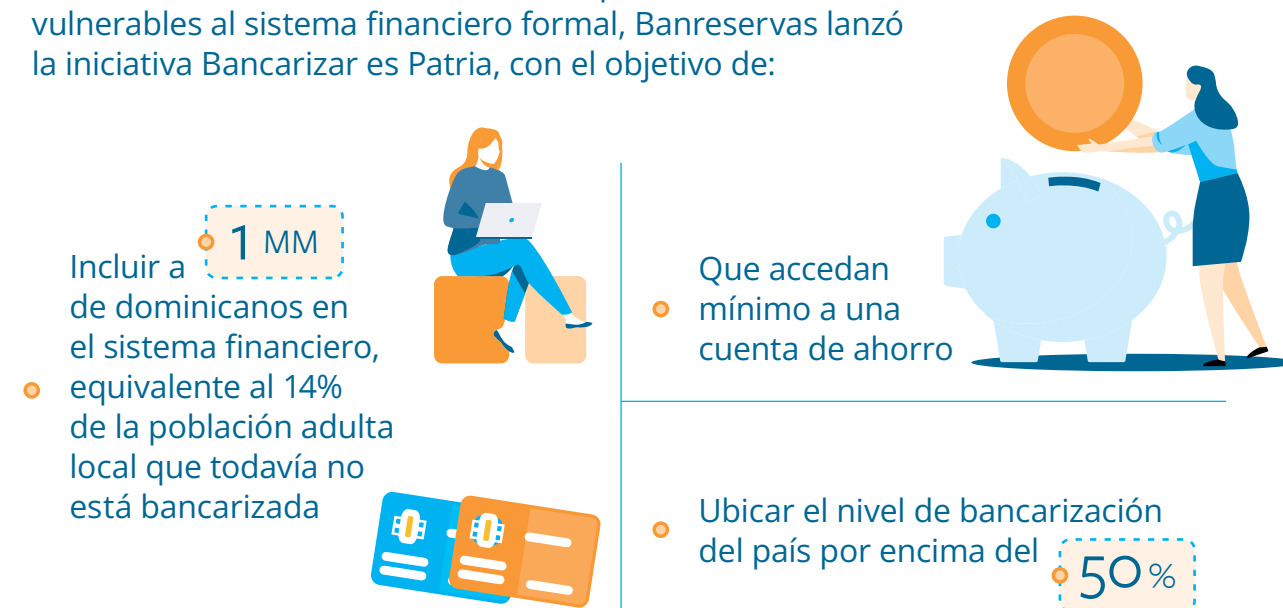 vulnerables al sistema financiero formal, Banreservas lanzó
la iniciativa Bancarizar es Patria, con el objetivo de:
Incluir a 1 MM
de dominicanos en
el sistema financiero,
equivalente al 14%
de la población adulta
local que todavía no
está bancarizada
Que accedan
mínimo a una
cuenta de ahorro
Ubicar el nivel de bancarización
del país por encima del 50%